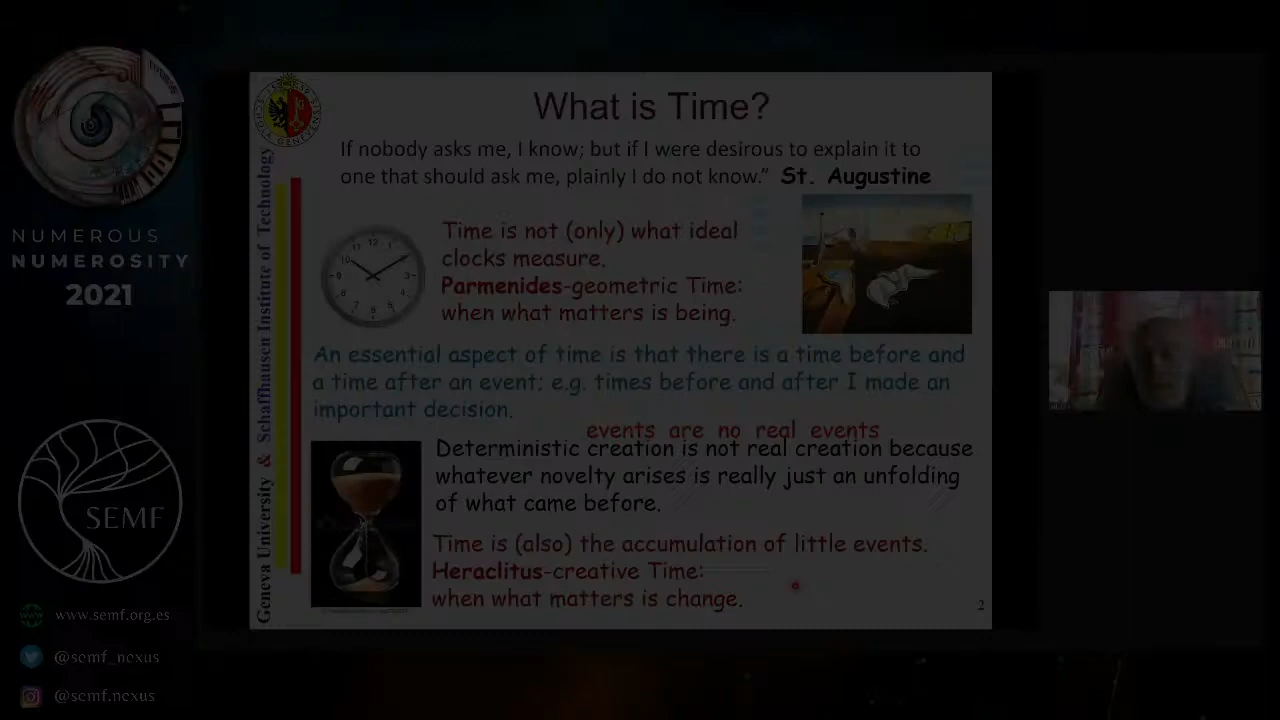 NUMEROUS
NUMEROSITY
2021
SEMF
www.semf.org.es
@semf_nexus
@semf.nexus
Geneva University & Schaffhausen Institute of Technology
What is Time?
If nobody asks me, I know; but if I were desirous to explain it to
one that should ask me, plainly I do not know.” St. Augustine
Time is not (only) what ideal
clocks measure.
Parmenides-geometric Time:
when what matters is being.
An essential aspect of time is that there is a time before and
a time after an event; e.g. times before and after I made an
important decision.
events are no real events
Deterministic creation is not real creation because
whatever novelty arises is really just an unfolding
of what came before.
Time is (also) the accumulation of little events.
Heraclitus-creative Time:
when what matters is change.
2